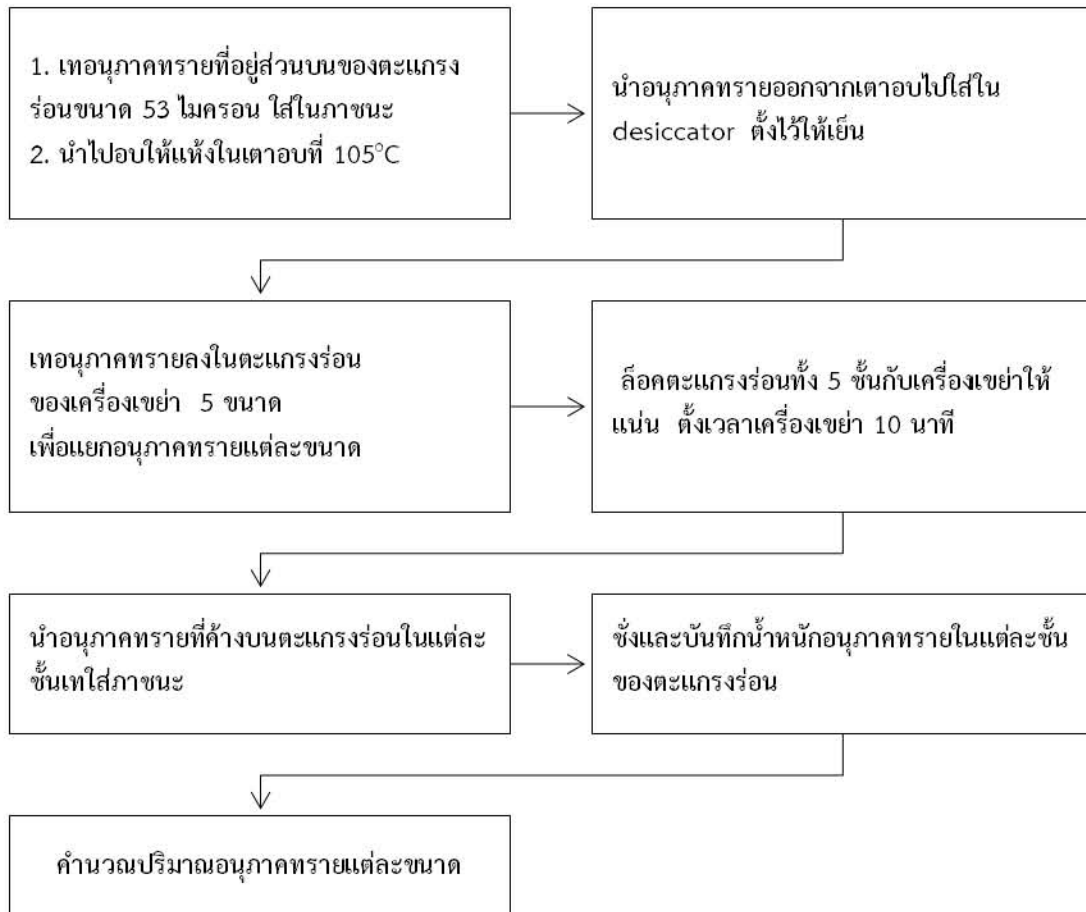 1. เทอนุภาคทรายที่อยู่ส่วนบนของตะแกรง
ร่อนขนาด 53 ไมครอน ใส่ในภาชนะ
2. นำไปอบให้แห้งในเตาอบที่ 105°C
นำอนุภาคทรายออกจากเตาอบไปใส่ใน
desiccator ตั้งไว้ให้เย็น
เทอนุภาคทรายลงในตะแกรงร่อน
ของเครื่องเขย่า 5 ขนาด
เพื่อแยกอนุภาคทรายแต่ละขนาด
ล็อคตะแกรงร่อนทั้ง 5 ชั้นกับเครื่องเขย่าให้
แน่น ตั้งเวลาเครื่องเขย่า 10 นาที
นำอนุภาคทรายที่ค้างบนตะแกรงร่อนในแต่ละ
ชั้นเทใส่ภาชนะ
ชั่งและบันทึกน้ำหนักอนุภาคทรายในแต่ละชั้น
ของตะแกรงร่อน
คำนวณปริมาณอนุภาคทรายแต่ละขนาด